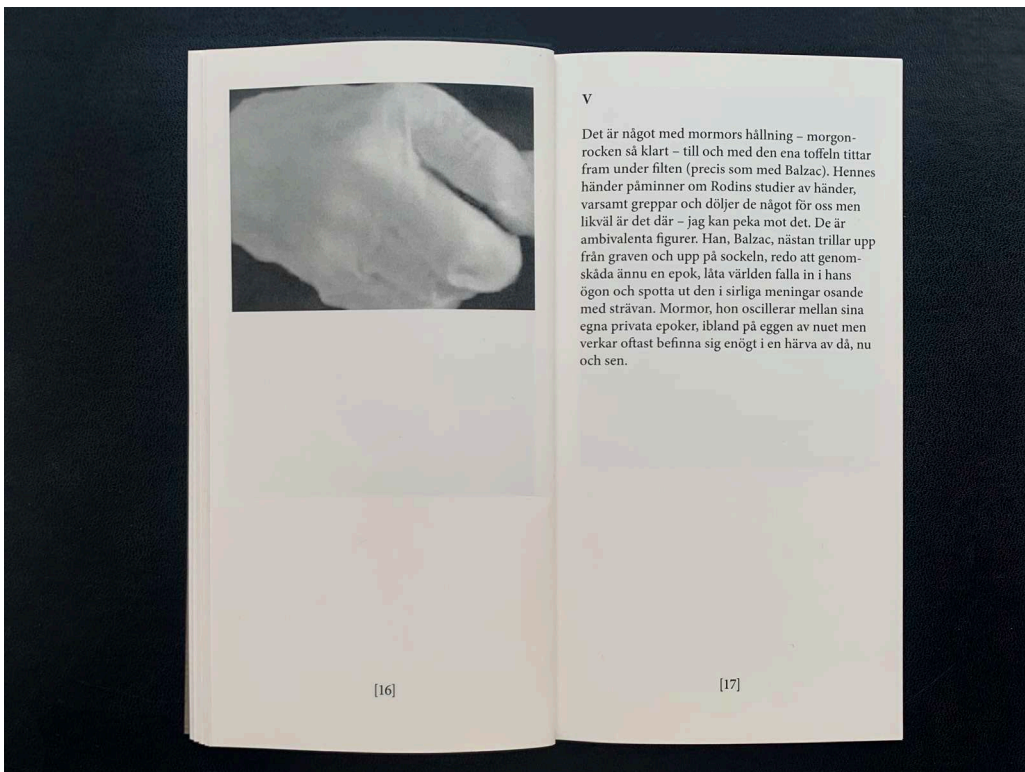 V
Det är något med mormors hållning – morgon-
rocken så klart – till och med den ena toffeln tittar
fram under filten (precis som med Balzac). Hennes
händer påminner om Rodins studier av händer,
varsamt greppar och döljer de något för oss men
likväl är det där – jag kan peka mot det. De är
ambivalenta figurer. Han, Balzac, nästan trillar upp
från graven och upp på sockeln, redo att genom-
skåda ännu en epok, låta världen falla in i hans
ögon och spotta ut den i sirliga meningar osande
med strävan. Mormor, hon oscillerar mellan sina
egna privata epoker, ibland på eggen av nuet men
verkar oftast befinna sig enögt i en härva av då, nu
och sen.
[16]
[17]